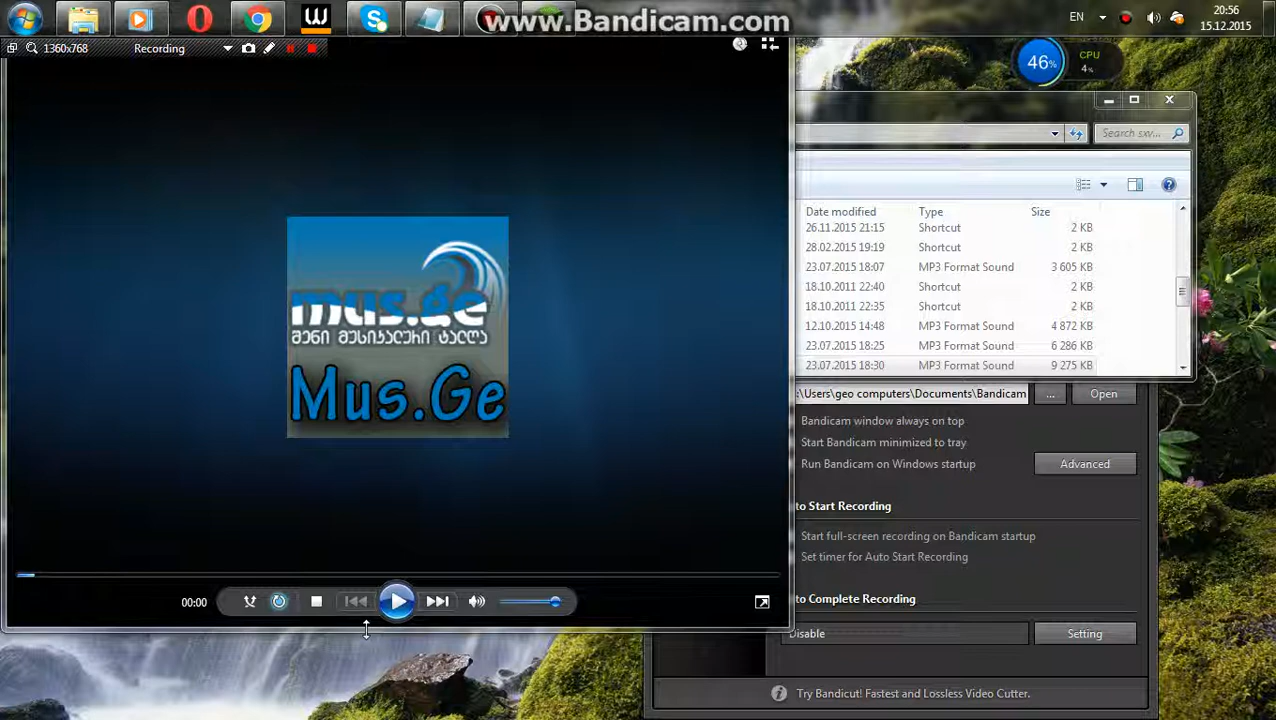 www.Bandicam.com
EN
20:56
15.12.2015
1360x768
Recording
46%
CPU
4%
Search sxy...
Date modified Type Size
26.11.2015 21:15 Shortcut 2 KB
28.02.2015 19:19 Shortcut 2 KB
23.07.2015 18:07 MP3 Format Sound 3 605 KB
18.10.2011 22:40 Shortcut 2 KB
18.10.2011 22:35 Shortcut 2 KB
12.10.2015 14:48 MP3 Format Sound 4 872 KB
23.07.2015 18:25 MP3 Format Sound 6 286 KB
23.07.2015 18:30 MP3 Format Sound 9 275 KB
mus.ge
შენი მუსიკალური ტალღა
Mus.Ge
:\Users\geo computers\Documents\Bandicam ... Open
Bandicam window always on top
Start Bandicam minimized to tray
Run Bandicam on Windows startup Advanced
to Start Recording
Start full-screen recording on Bandicam startup
Set timer for Auto Start Recording
to Complete Recording
Disable Setting
Try Bandicut! Fastest and Lossless Video Cutter.
00:00